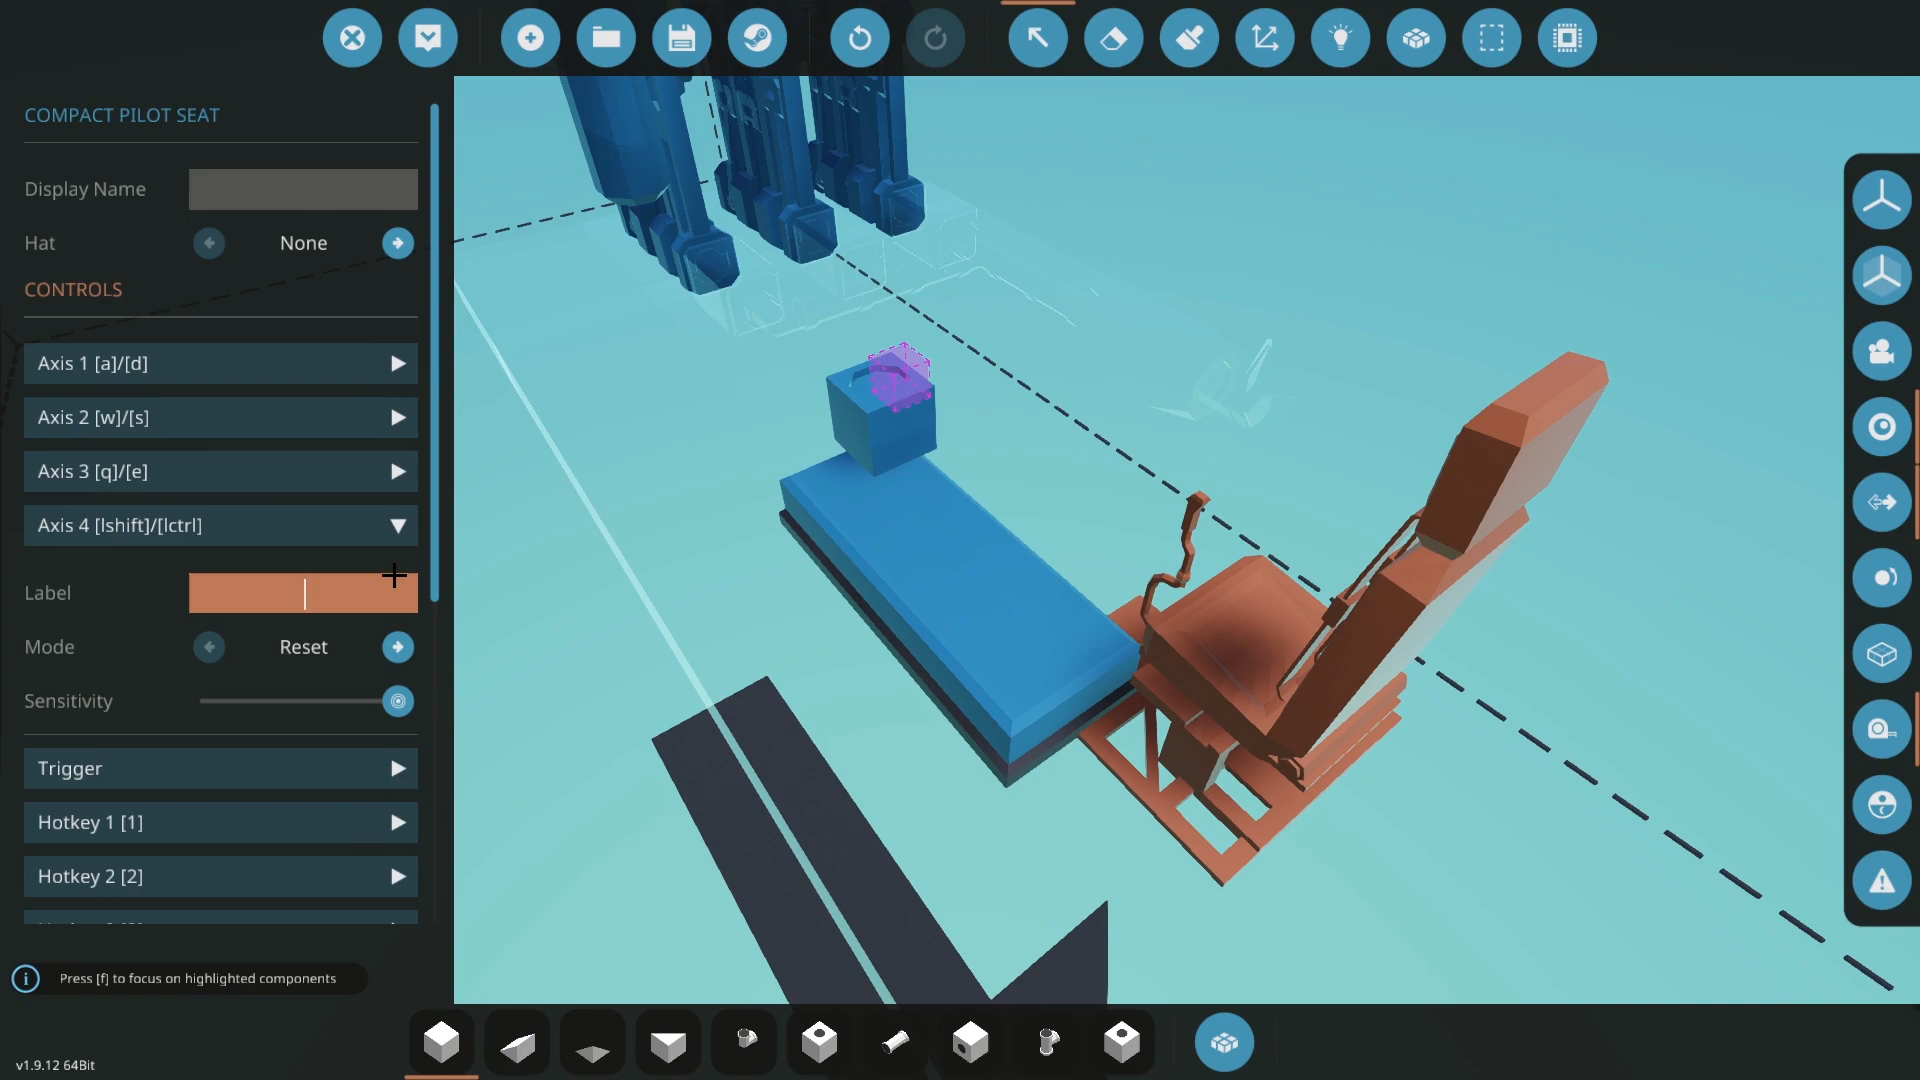 COMPACT PILOT SEAT
Display Name
Hat
None
CONTROLS
Axis 1 [a]/[d]
Axis 2 [w]/[s]
Axis 3 [q]/[e]
Axis 4 [lshift]/[lctrl]
Label
Mode
Reset
Sensitivity
Trigger
Hotkey 1 [1]
Hotkey 2 [2]
Press [f] to focus on highlighted components
v1.9.12 64Bit